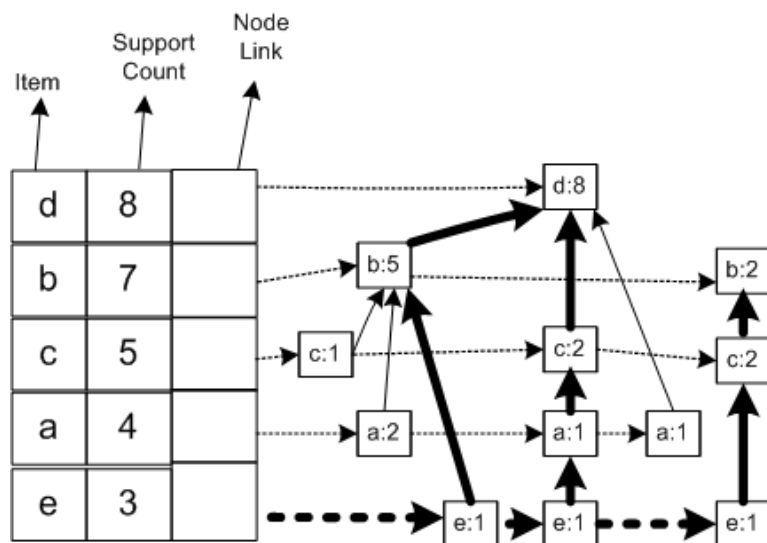 Node
Link
Support
Count
Item
d 8
d:8
b 7
b:5
b:2
c 5
c:1
c:2
c:2
a 4
a:2
a:1
a:1
e 3
e:1
e:1
e:1